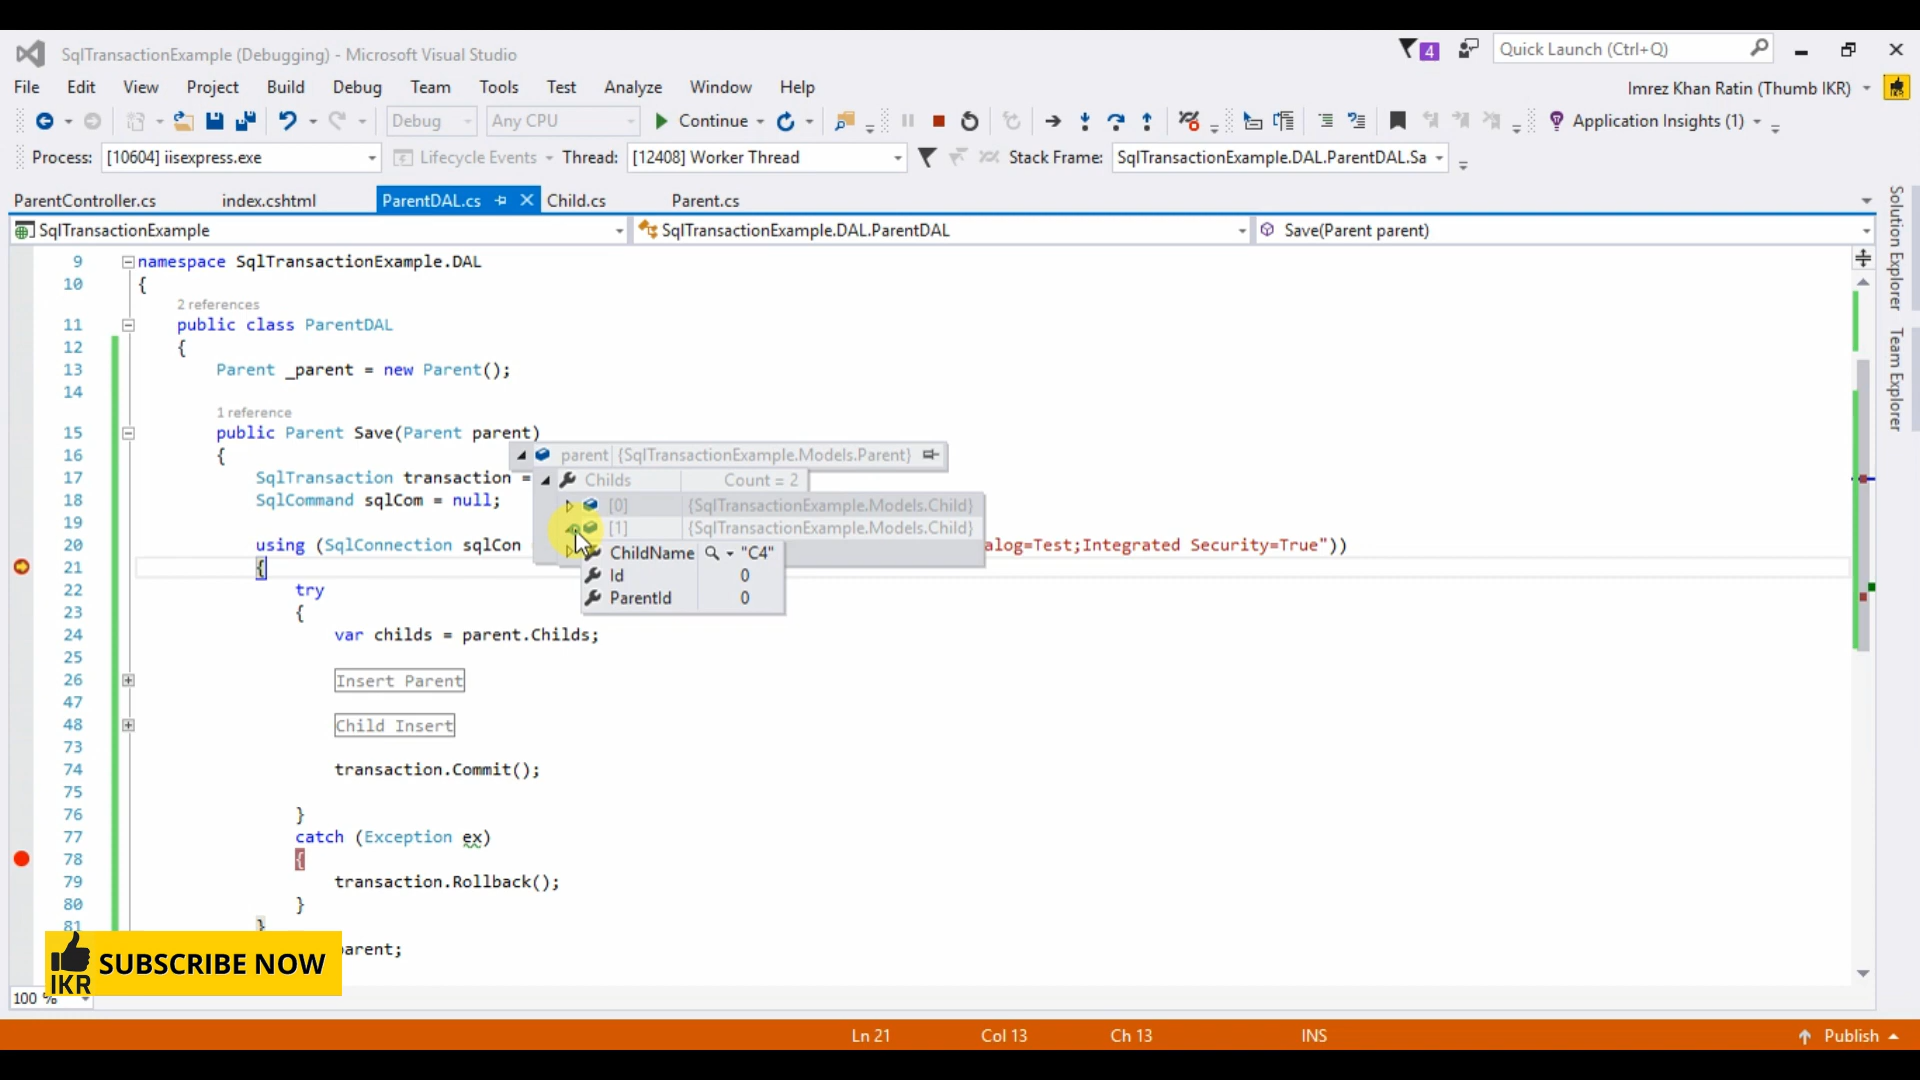 SqlTransactionExample (Debugging) - Microsoft Visual Studio
4
Quick Launch (Ctrl+Q)
File Edit View Project Build Debug Team Tools Test Analyze Window Help
Imrez Khan Ratin (Thumb IKR)
Debug Any CPU Continue Application Insights (1)
Process: [10604] iisexpress.exe Lifecycle Events Thread: [12408] Worker Thread Stack Frame: SqlTransactionExample.DAL.ParentDAL.Sa
ParentController.cs index.cshtml ParentDAL.cs Child.cs Parent.cs
SqlTransactionExample SqlTransactionExample.DAL.ParentDAL Save(Parent parent)
Solution Explorer
Team Explorer
9 namespace SqlTransactionExample.DAL
10 {
2 references
11 public class ParentDAL
12 {
13 Parent _parent = new Parent();
14
1 reference
15 public Parent Save(Parent parent)
16 {
17 SqlTransaction transaction =
18 SqlCommand sqlCom = null;
19
20 using (SqlConnection sqlCon alog=Test;Integrated Security=True"))
21 {
22 try
23 {
24 var childs = parent.Childs;
25
26 Insert Parent
47
48 Child Insert
73
74 transaction.Commit();
75
76 }
77 catch (Exception ex)
78 {
79 transaction.Rollback();
80 }
81 }
parent;
parent {SqlTransactionExample.Models.Parent}
Childs Count = 2
[0] {SqlTransactionExample.Models.Child}
[1] {SqlTransactionExample.Models.Child}
ChildName "C4"
Id 0
ParentId 0
IKR SUBSCRIBE NOW
100 %
Ln 21 Col 13 Ch 13 INS Publish